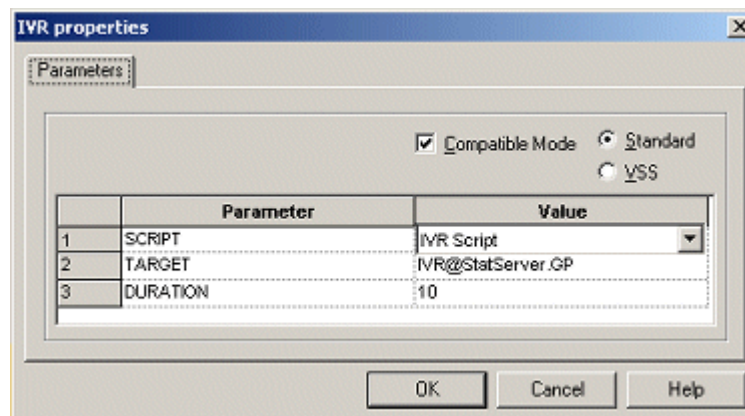 IVR properties
Parameters
Compatible Mode
Standard
VSS
Parameter Value
1 SCRIPT IVR Script
2 TARGET IVR@StatServer.GP
3 DURATION 10
OK Cancel Help